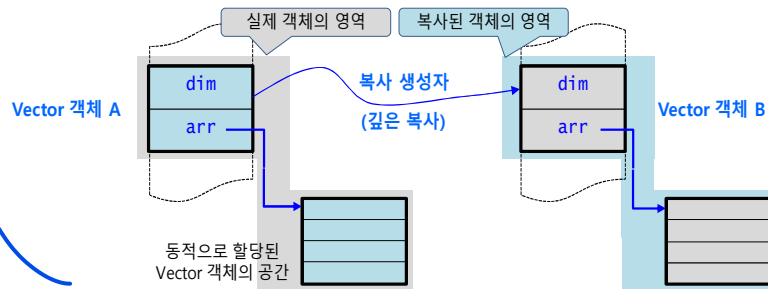 실제 객체의 영역
복사된 객체의 영역
Vector 객체 A
dim
arr
복사 생성자
(깊은 복사)
dim
arr
Vector 객체 B
동적으로 할당된
Vector 객체의 공간